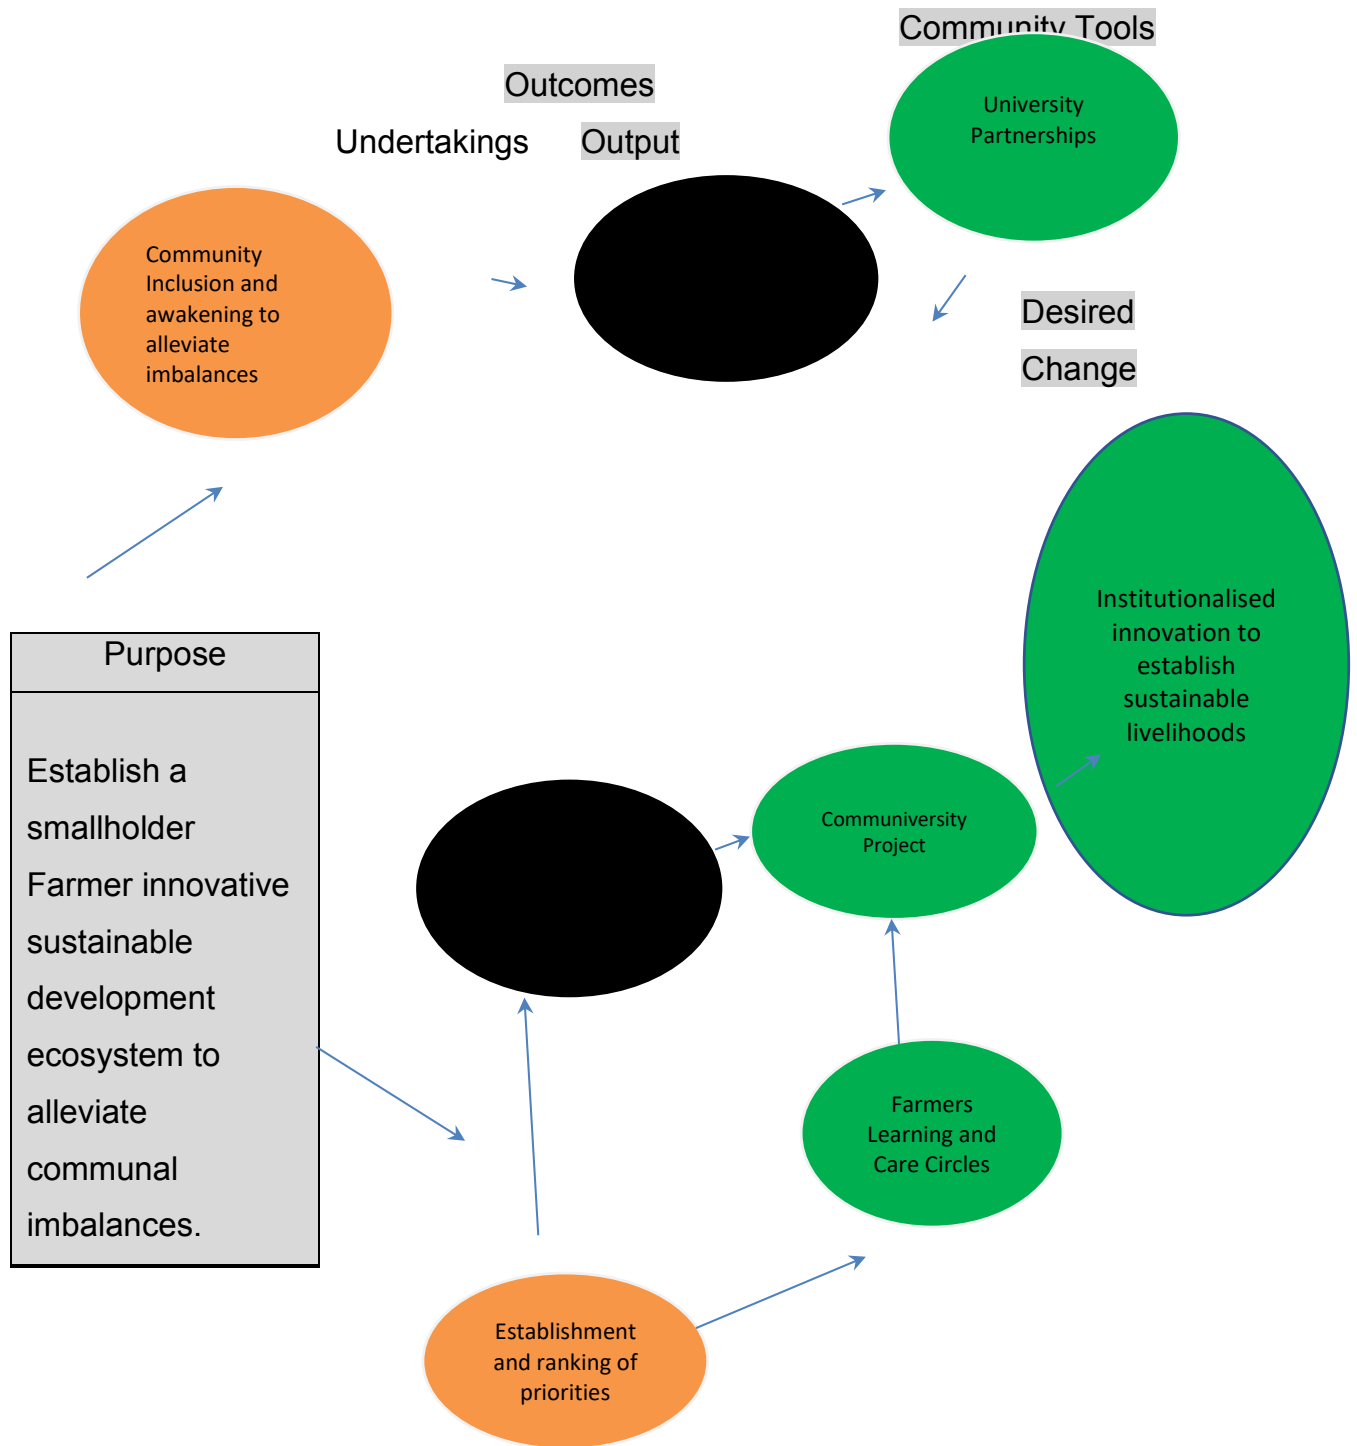 Community Tools
Outcomes
Undertakings Output
University
Partnerships
Community
Inclusion and
awakening to
alleviate
imbalances
Desired
Change
Institutionalised
innovation to
establish
sustainable
livelihoods
Purpose
Establish a
smallholder
Farmer innovative
sustainable
development
ecosystem to
alleviate
communal
imbalances.
Communiversity
Project
Farmers
Learning and
Care Circles
Establishment
and ranking of
priorities